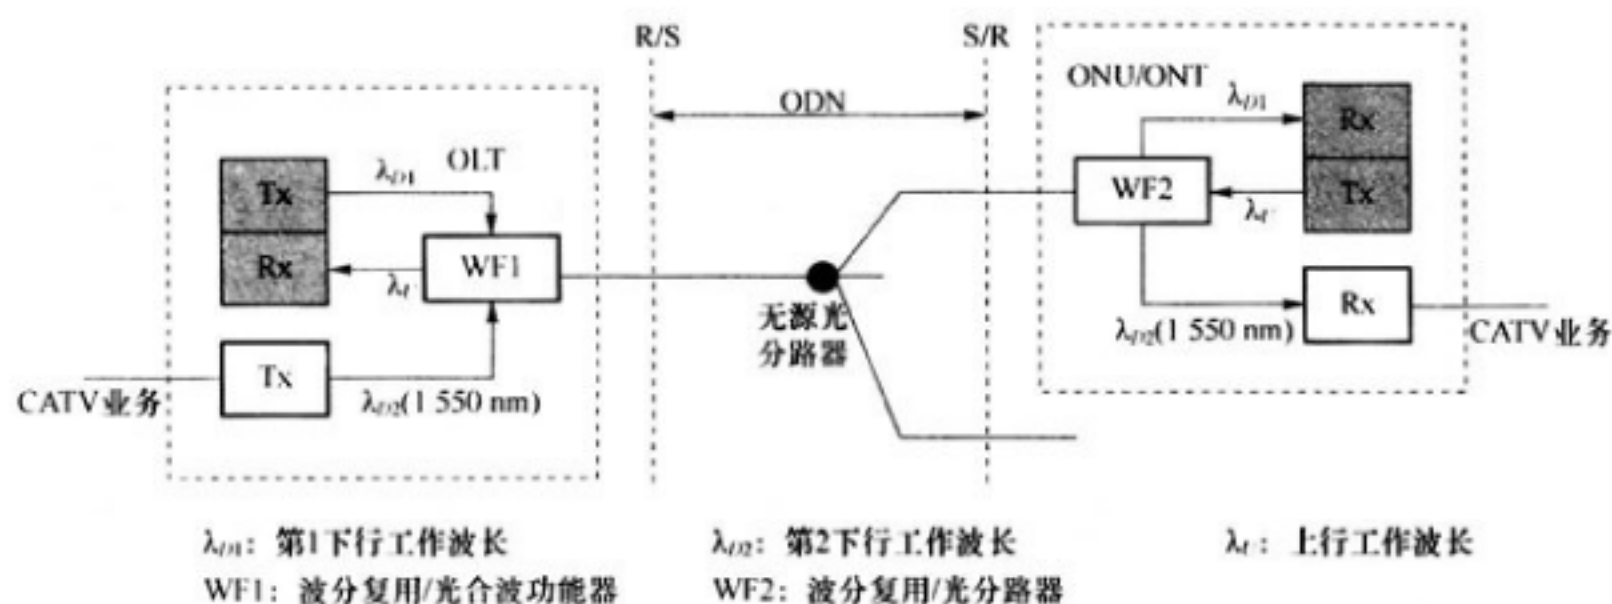 R/S
S/R
ODN
ONU/ONT
λD1
Rx
OLT
λD1
Tx
WF2
Tx
λU
Rx
WF1
λU
Rx
无源光
分路器
λD2(1 550 nm)
CATV业务
Tx
CATV业务
λD2(1 550 nm)
λD1: 第1下行工作波长
λD2: 第2下行工作波长
λU: 上行工作波长
WF1: 波分复用/光合波功能器
WF2: 波分复用/光分路器